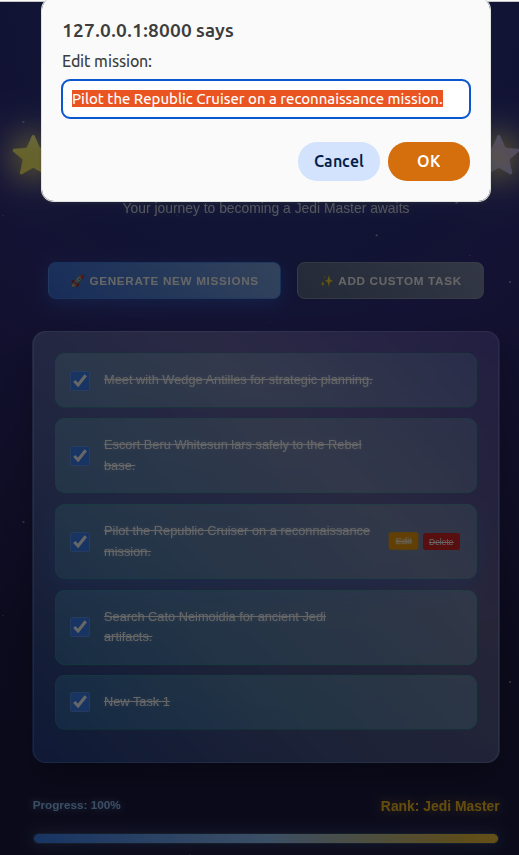 127.0.0.1:8000 says
Edit mission:
Pilot the Republic Cruiser on a reconnaissance mission.
Cancel
OK
Your journey to becoming a Jedi Master awaits
🚀 GENERATE NEW MISSIONS
✨ ADD CUSTOM TASK
Meet with Wedge Antilles for strategic planning.
Escort Beru Whitesun lars safely to the Rebel
base.
Pilot the Republic Cruiser on a reconnaissance
mission.
Edit
Delete
Search Cato Neimoidia for ancient Jedi
artifacts.
New Task 1
Progress: 100%
Rank: Jedi Master